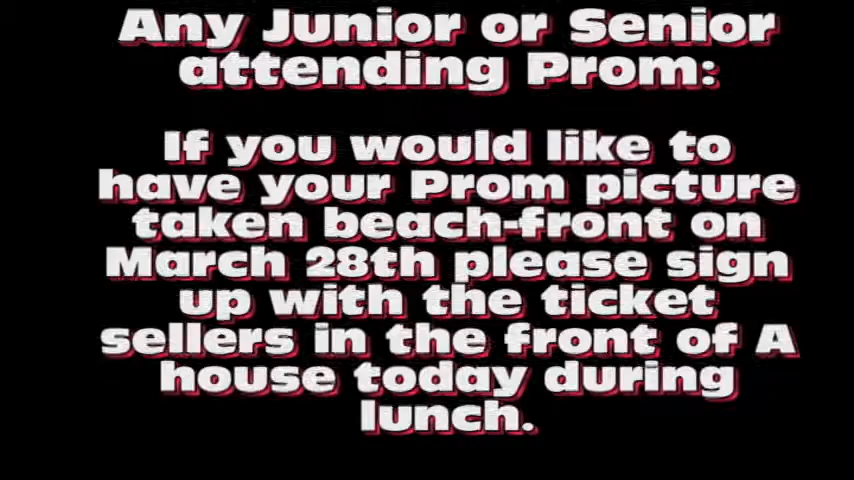 Any Junior or Senior
attending Prom:
If you would like to
have your Prom picture
taken beach-front on
March 28th please sign
up with the ticket
sellers in the front of A
house today during
lunch.